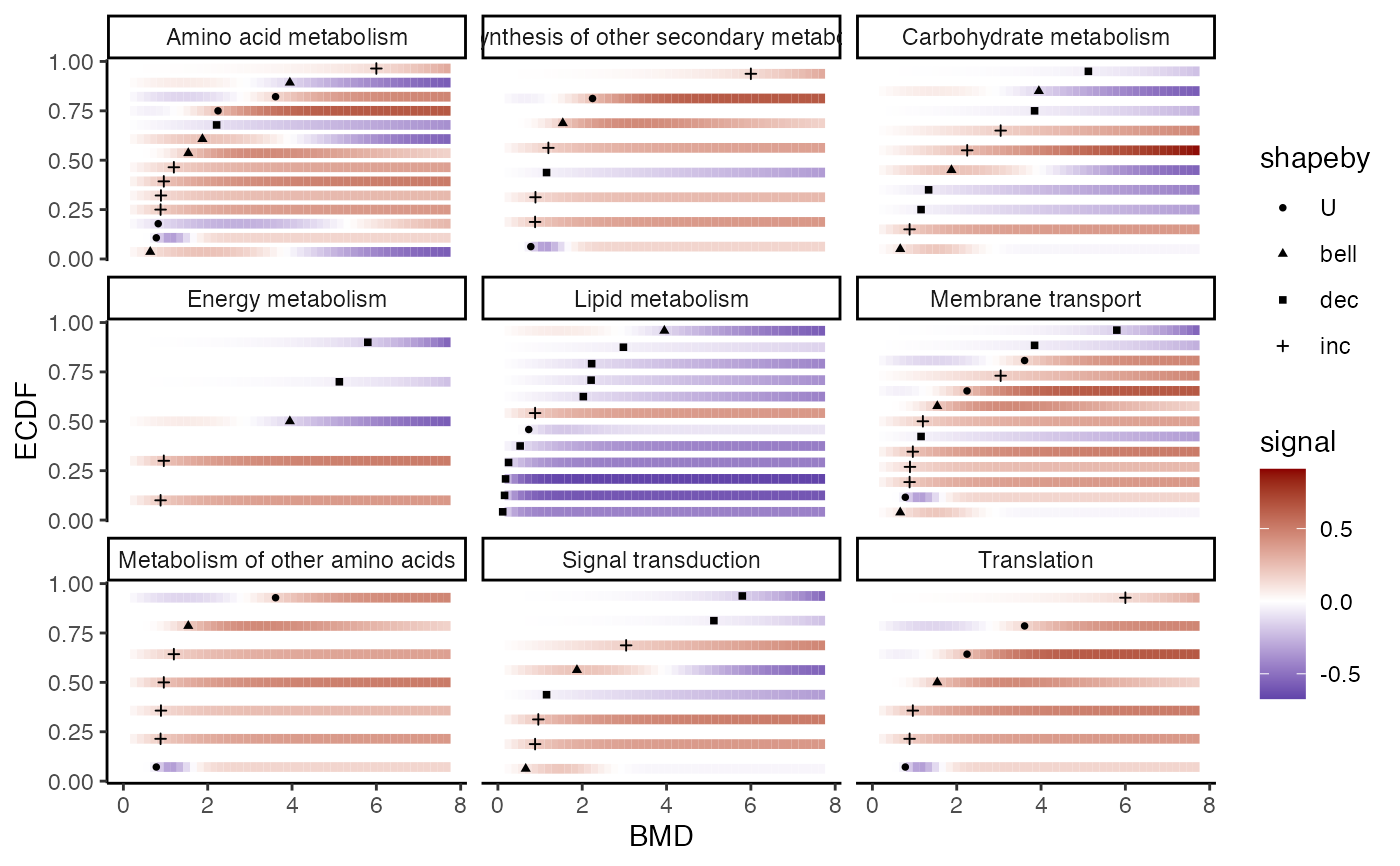 Amino acid metabolism
nthesis of other secondary metab
Carbohydrate metabolism
1.00
0.75
0.50
0.25
0.00
Energy metabolism
Lipid metabolism
Membrane transport
1.00
0.75
0.50
0.25
0.00
Metabolism of other amino acids
Signal transduction
Translation
1.00
0.75
0.50
0.25
0.00
0 2 4 6 8
0 2 4 6 8
0 2 4 6 8
BMD
ECDF
shapeby
U
bell
dec
inc
signal
0.5
0.0
-0.5